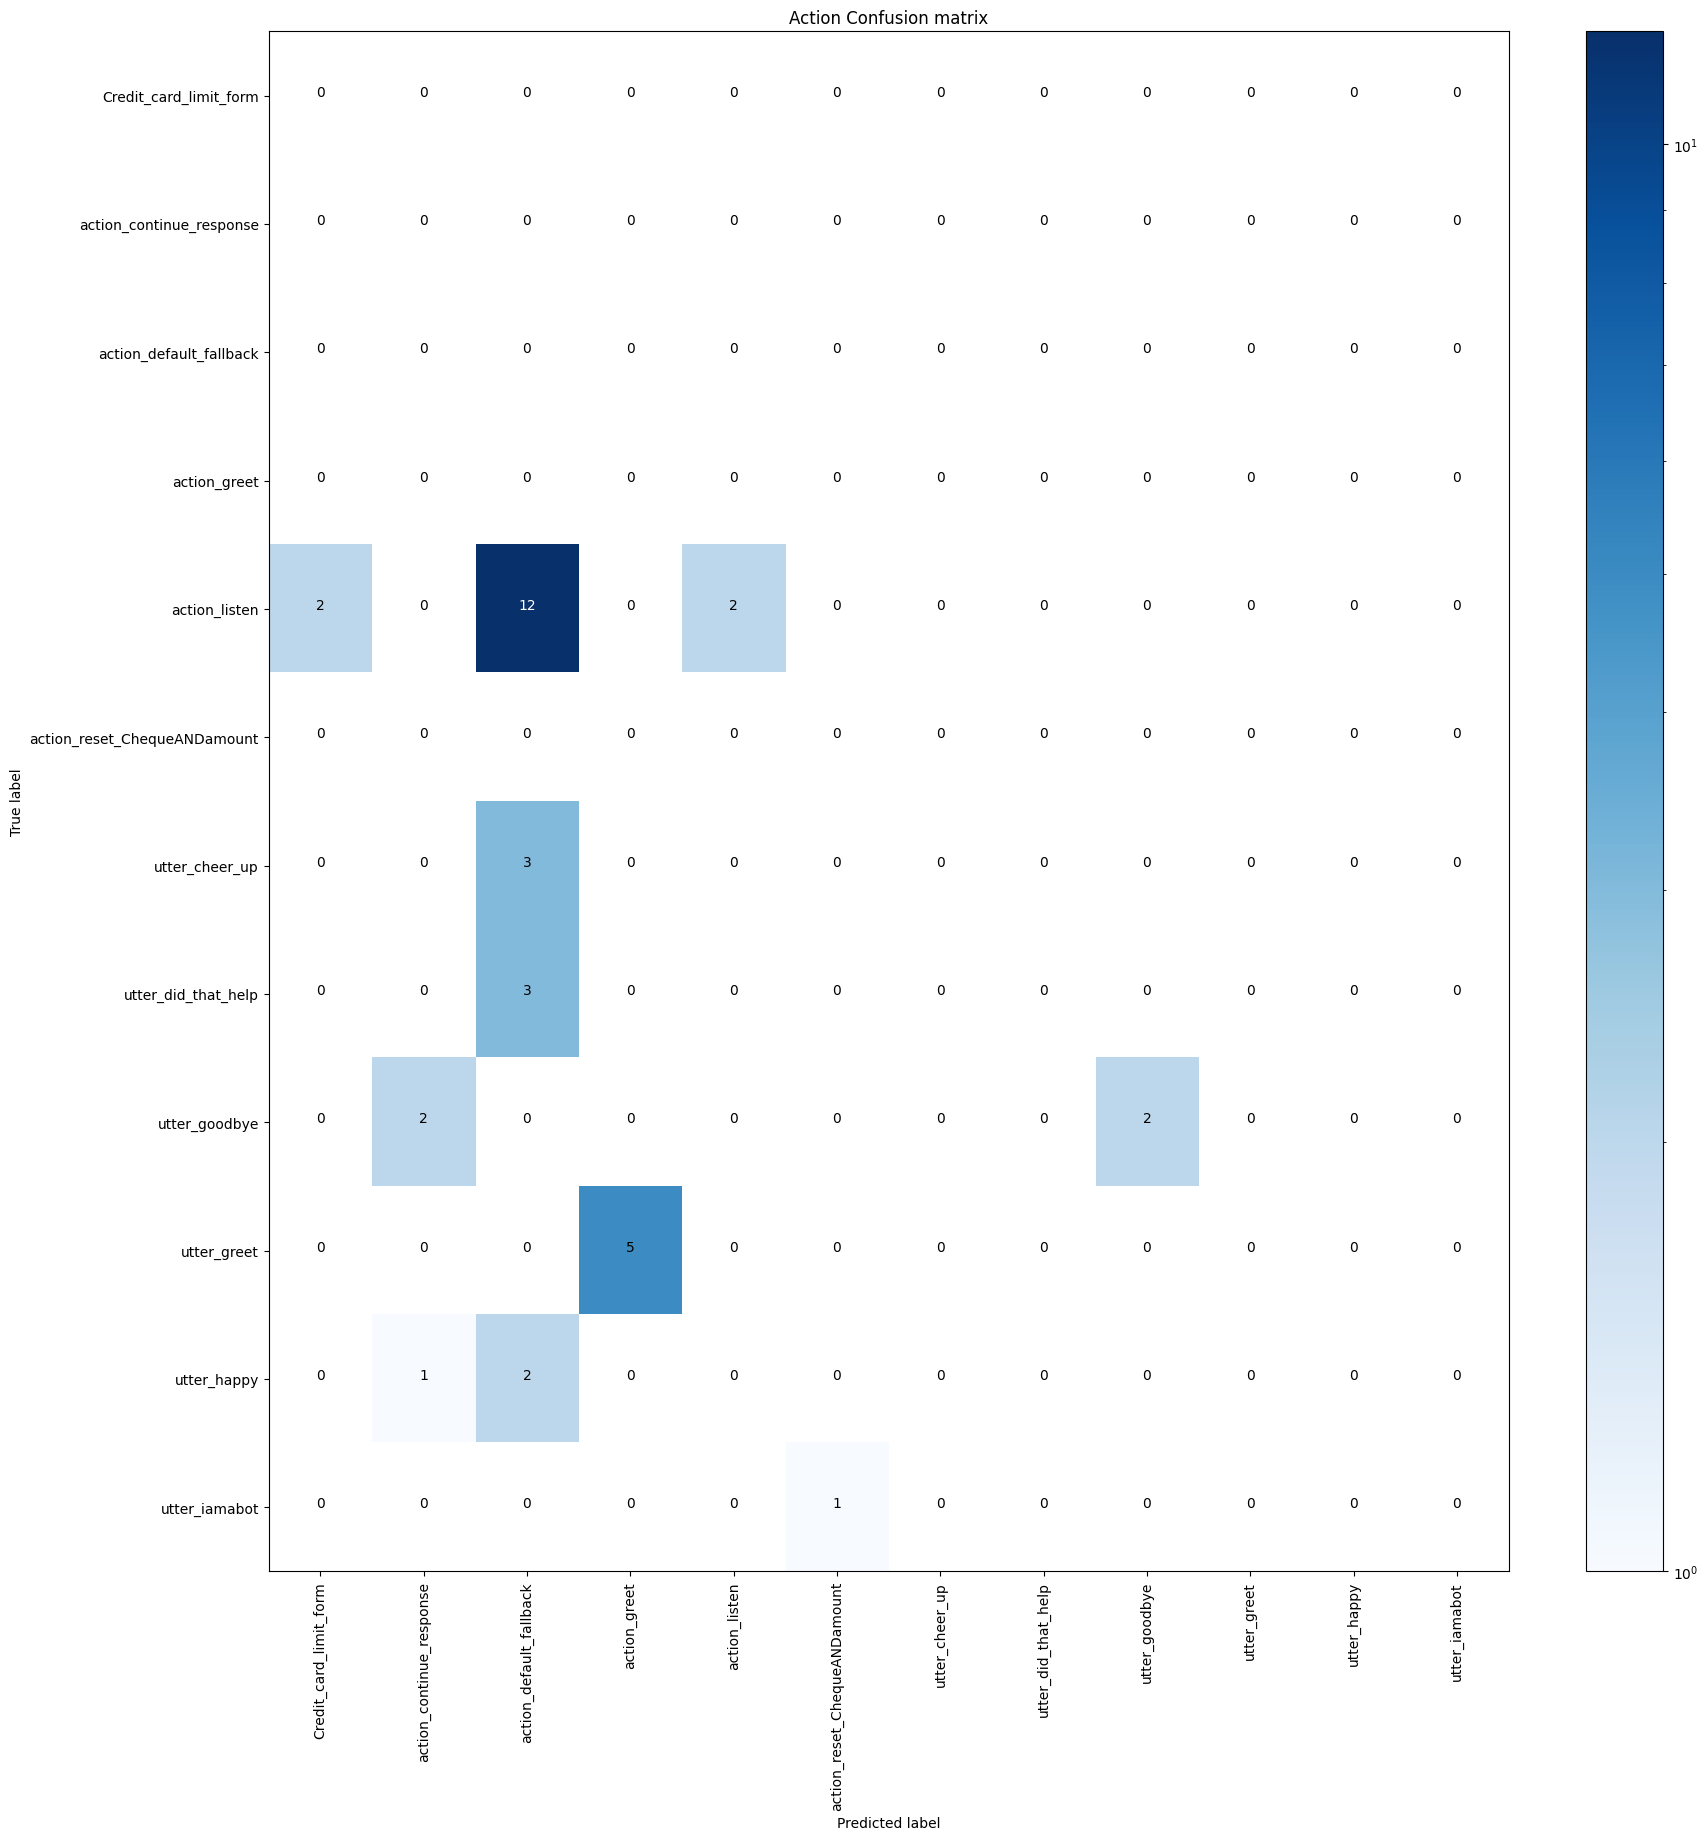 Action Confusion matrix
Credit_card_limit_form 0 0 0 0 0 0 0 0 0 0 0 0
action_continue_response 0 0 0 0 0 0 0 0 0 0 0 0
action_default_fallback 0 0 0 0 0 0 0 0 0 0 0 0
action_greet 0 0 0 0 0 0 0 0 0 0 0 0
action_listen 2 0 12 0 2 0 0 0 0 0 0 0
action_reset_ChequeANDamount 0 0 0 0 0 0 0 0 0 0 0 0
utter_cheer_up 0 0 3 0 0 0 0 0 0 0 0 0
utter_did_that_help 0 0 3 0 0 0 0 0 0 0 0 0
utter_goodbye 0 2 0 0 0 0 0 0 2 0 0 0
utter_greet 0 0 0 5 0 0 0 0 0 0 0 0
utter_happy 0 1 2 0 0 0 0 0 0 0 0 0
utter_iamabot 0 0 0 0 0 1 0 0 0 0 0 0
True label
Credit_card_limit_form
action_continue_response
action_default_fallback
action_greet
action_listen
action_reset_ChequeANDamount
utter_cheer_up
utter_did_that_help
utter_goodbye
utter_greet
utter_happy
utter_iamabot
Predicted label
10¹
10⁰